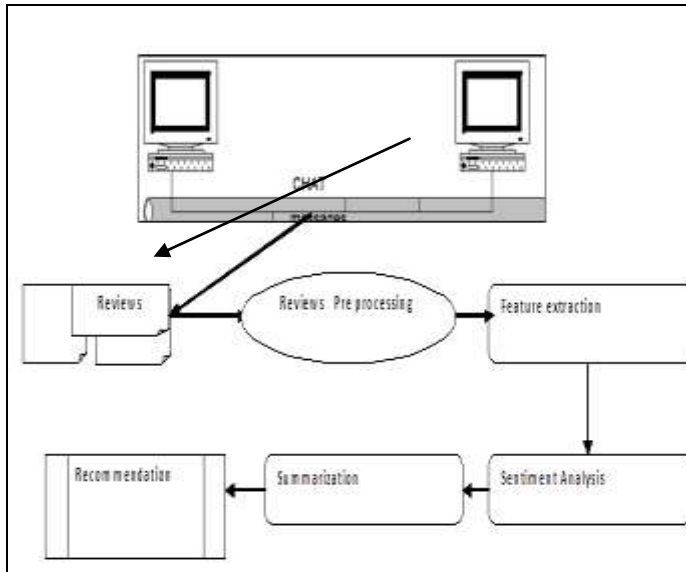 CHAT
messages
Reviews
Reviews Pre processing
Feature extraction
Recommendation
Summarization
Sentiment Analysis